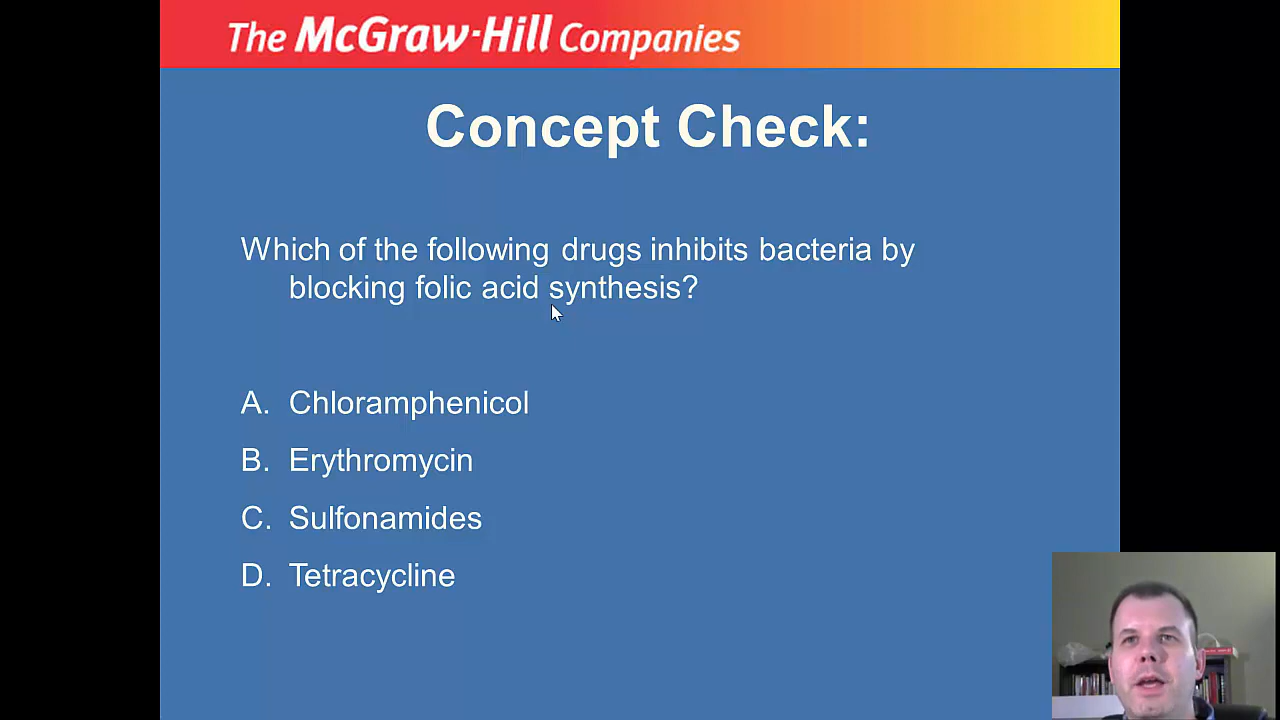 The McGraw-Hill Companies
Concept Check:
Which of the following drugs inhibits bacteria by
blocking folic acid synthesis?
A. Chloramphenicol
B. Erythromycin
C. Sulfonamides
D. Tetracycline